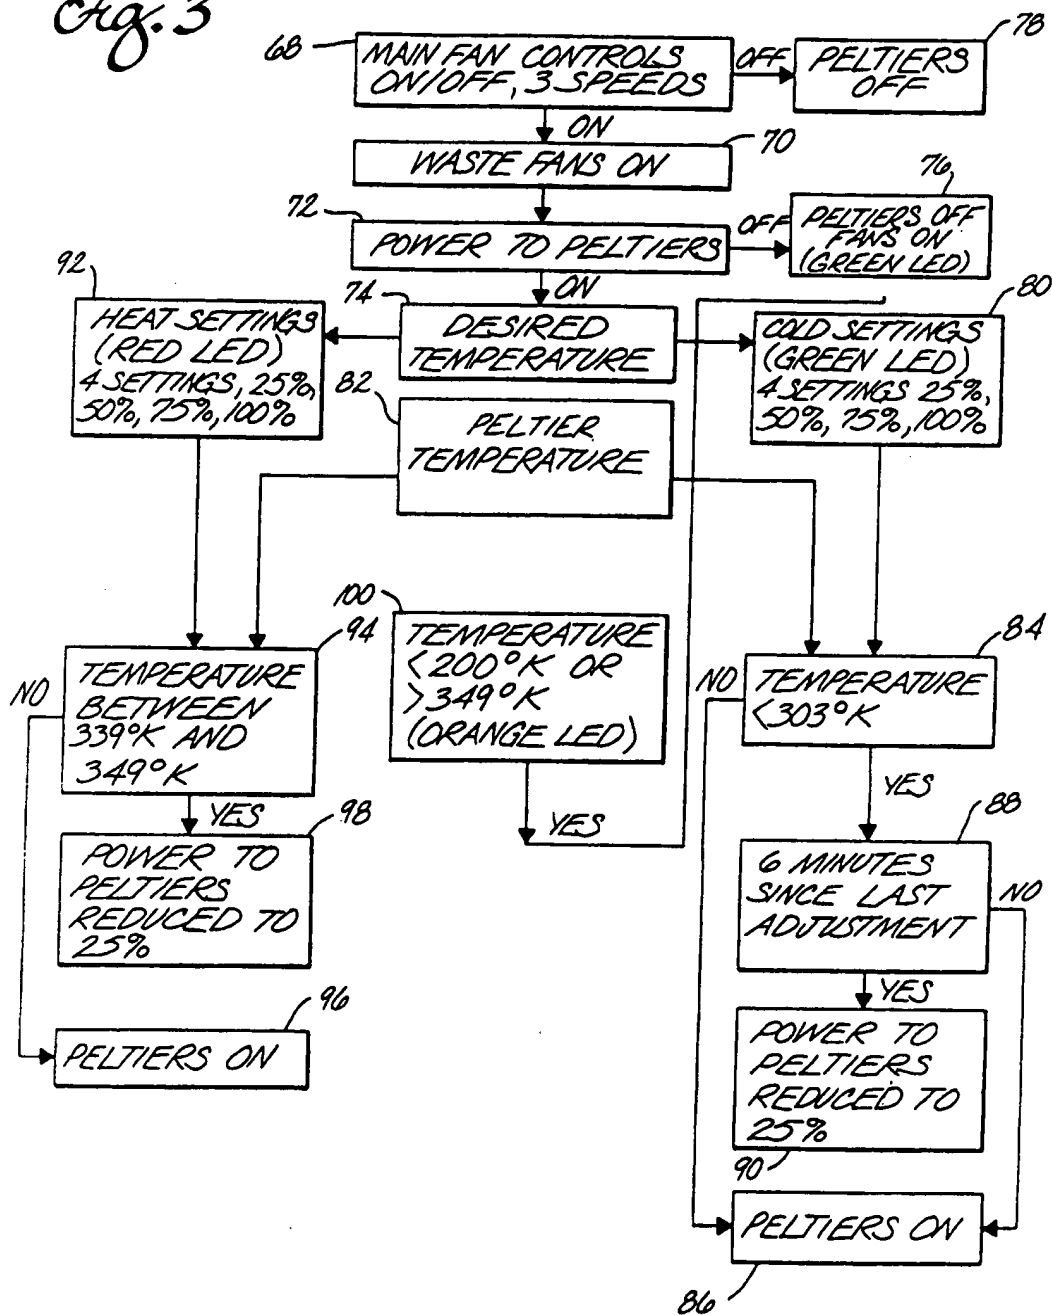 Fig. 3
68
MAIN FAN CONTROLS
ON/OFF, 3 SPEEDS
OFF
78
PELTIERS
OFF
ON
70
WASTE FANS ON
72
POWER TO PELTIERS
OFF
76
PELTIERS OFF
FANS ON
(GREEN LED)
ON
92
HEAT SETTINGS
(RED LED)
4 SETTINGS, 25%,
50%, 75%, 100%
74
DESIRED
TEMPERATURE
80
COLD SETTINGS
(GREEN LED)
4 SETTINGS 25%,
50%, 75%, 100%
82
PELTIER
TEMPERATURE
94
NO
TEMPERATURE
BETWEEN
339°K AND
349°K
YES
100
TEMPERATURE
<200°K OR
>349°K
(ORANGE LED)
YES
84
NO
TEMPERATURE
<303°K
YES
98
POWER TO
PELTIERS
REDUCED TO
25%
88
6 MINUTES
SINCE LAST
ADJUSTMENT
NO
YES
96
PELTIERS ON
POWER TO
PELTIERS
REDUCED TO
25%
90
PELTIERS ON
86